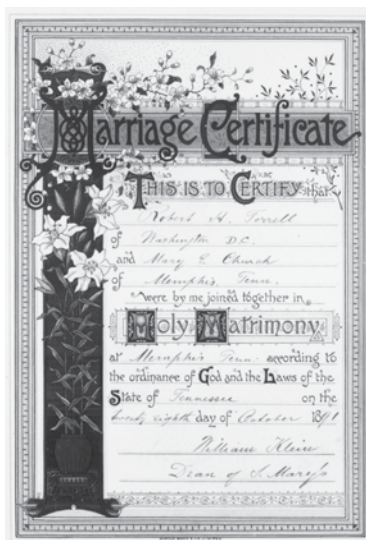 Marriage Certificate
THIS IS TO CERTIFY that
Robert H. Terrell
of Washington D.C.
and Mary E. Church
of Memphis, Tenn.
were by me joined together in
Holy Matrimony
at Memphis Tenn. according to
the ordinance of God and the Laws of the
State of Tennessee on the
twenty eighth day of October 1891
William Klein
Dean of St. Mary's